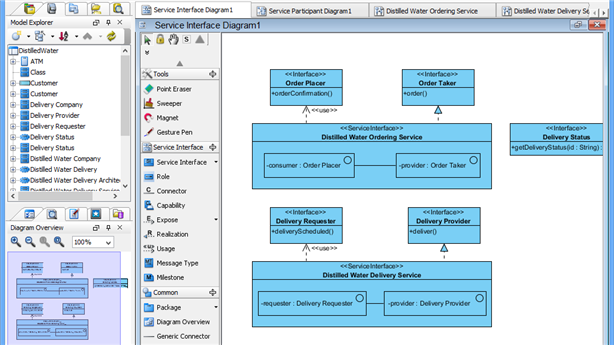 Service Interface Diagram1
Service Participant Diagram1
Distilled Water Ordering Service
Distilled Water Delivery Se
Model Explorer
DistilledWater
ATM
Class
ICustomer
Customer
Delivery Company
Delivery Provider
Delivery Requester
Delivery Status
Delivery Status
Distilled Water Company
Distilled Water Delivery
Distilled Water Delivery Archite
Distilled Water Delivery Service
Diagram Overview
100%
Service Interface Diagram1
S
A
Tools
Point Eraser
Sweeper
Magnet
Gesture Pen
Service Interface
Service Interface
Role
Connector
Capability
Expose
Realization
Usage
Message Type
Milestone
Common
Package
Diagram Overview
Generic Connector
<<Interface>>
Order Placer
+orderConfirmation()
<<Interface>>
Order Taker
+order()
<<use>>
<<ServiceInterface>>
Distilled Water Ordering Service
-consumer : Order Placer
-provider : Order Taker
<<Interface>>
Delivery Status
+getDeliveryStatus(id : String) :
<<Interface>>
Delivery Requester
+deliveryScheduled()
<<Interface>>
Delivery Provider
+deliver()
<<use>>
<<ServiceInterface>>
Distilled Water Delivery Service
-requester : Delivery Requester
-provider : Delivery Provider